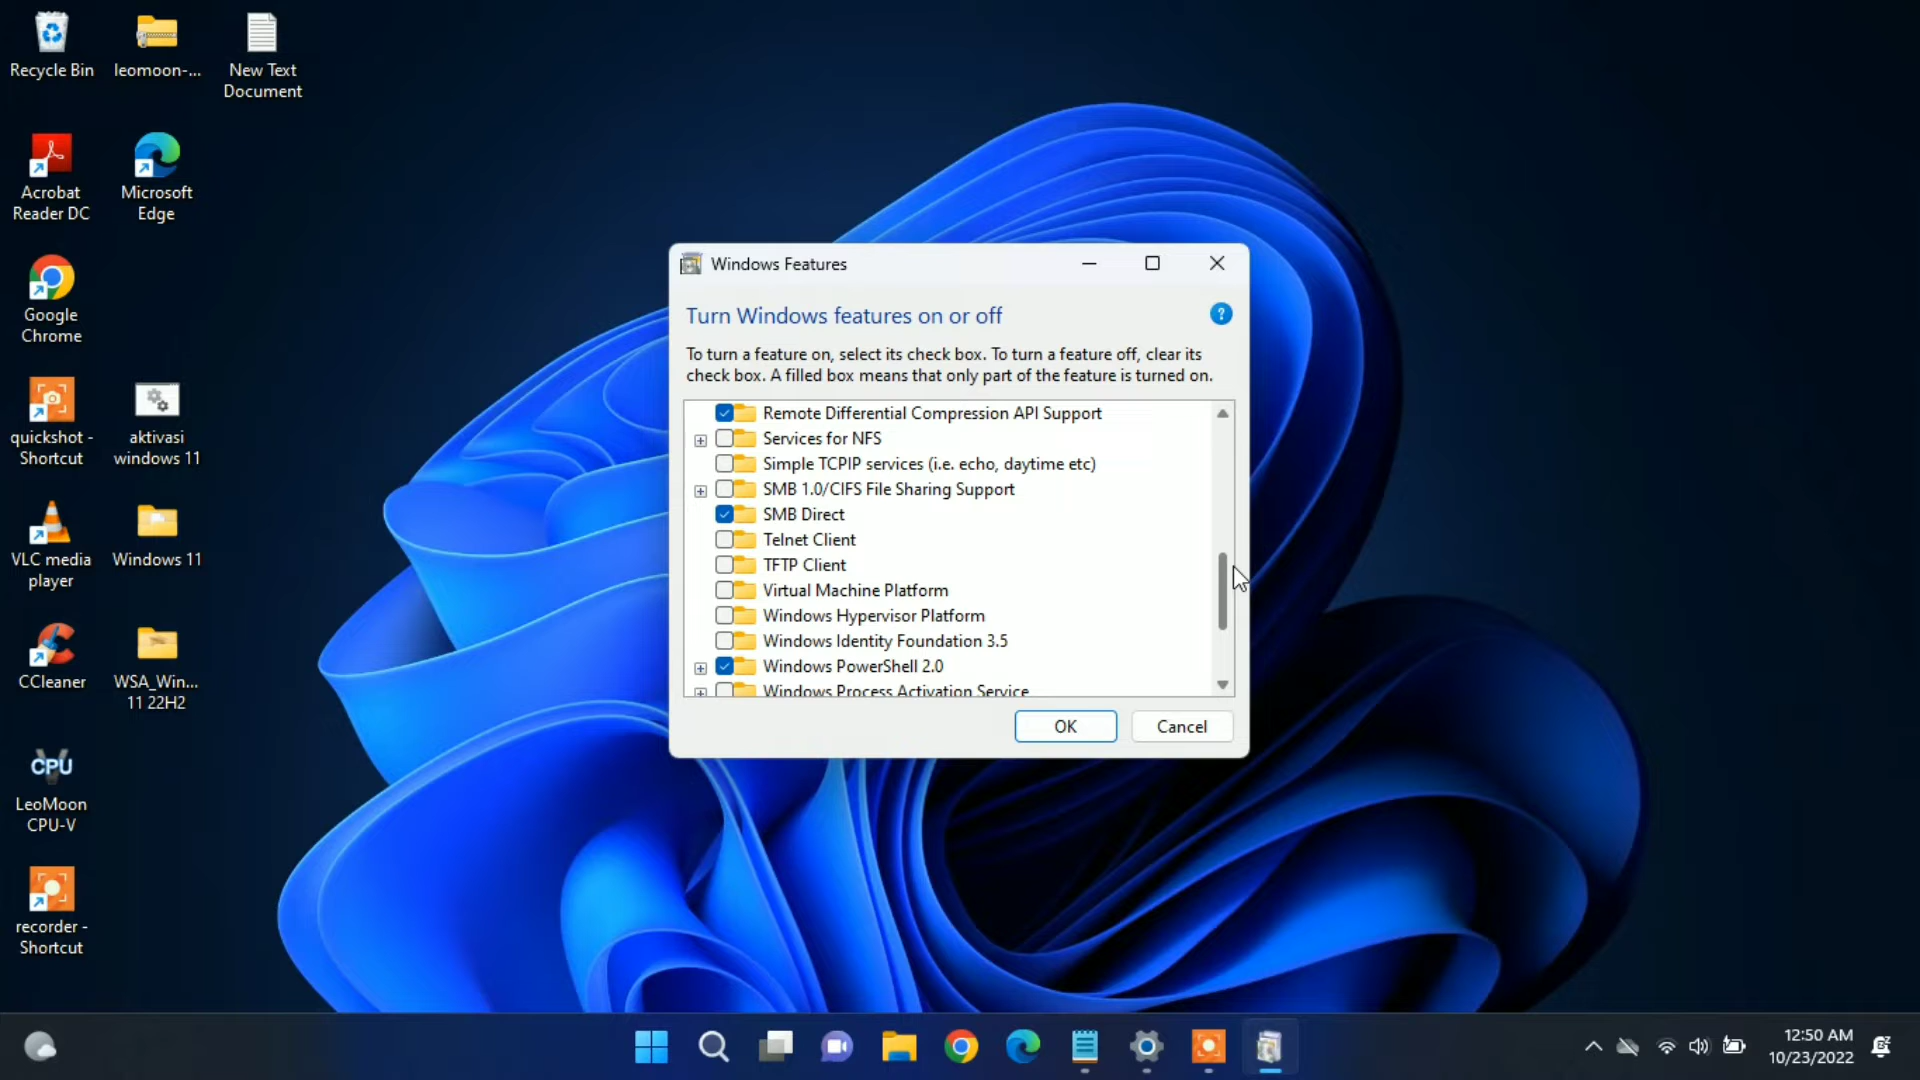 Recycle Bin
leomoon-...
New Text
Document
Acrobat
Reader DC
Microsoft
Edge
Google
Chrome
quickshot -
Shortcut
aktivasi
windows 11
VLC media
player
Windows 11
CCleaner
WSA_Win...
11 22H2
CPU
LeoMoon
CPU-V
recorder -
Shortcut
Windows Features
Turn Windows features on or off
?
To turn a feature on, select its check box. To turn a feature off, clear its
check box. A filled box means that only part of the feature is turned on.
Remote Differential Compression API Support
Services for NFS
Simple TCPIP services (i.e. echo, daytime etc)
SMB 1.0/CIFS File Sharing Support
SMB Direct
Telnet Client
TFTP Client
Virtual Machine Platform
Windows Hypervisor Platform
Windows Identity Foundation 3.5
Windows PowerShell 2.0
Windows Process Activation Service
OK
Cancel
12:50 AM
10/23/2022